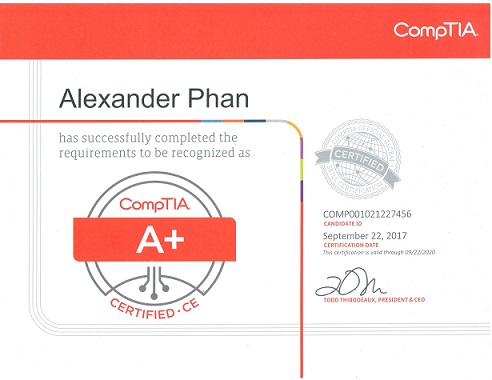 CompTIA.
Alexander Phan
has successfully completed the
requirements to be recognized as
CompTIA.
A+
CERTIFIED·CE
CERTIFIED
COMP001021227456
CANDIDATE ID
September 22, 2017
CERTIFICATION DATE
This certification is valid through 09/22/2020
TODD THIBODEAUX, PRESIDENT & CEO